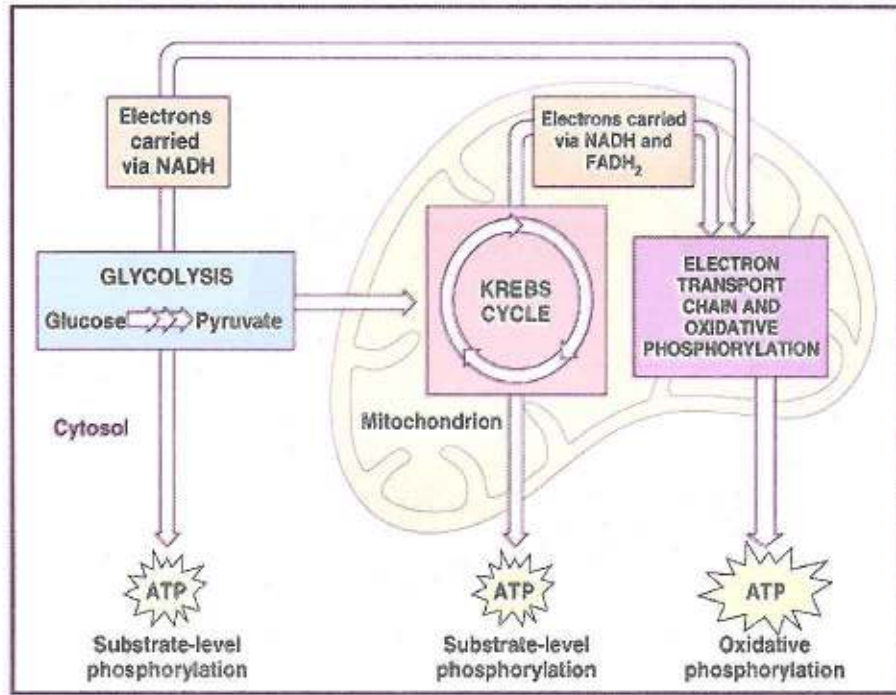 Electrons
carried
via NADH
Electrons carried
via NADH and
FADH₂
GLYCOLYSIS
Glucose Pyruvate
KREBS
CYCLE
ELECTRON
TRANSPORT
CHAIN AND
OXIDATIVE
PHOSPHORYLATION
Cytosol
Mitochondrion
ATP
ATP
ATP
Substrate-level
phosphorylation
Substrate-level
phosphorylation
Oxidative
phosphorylation